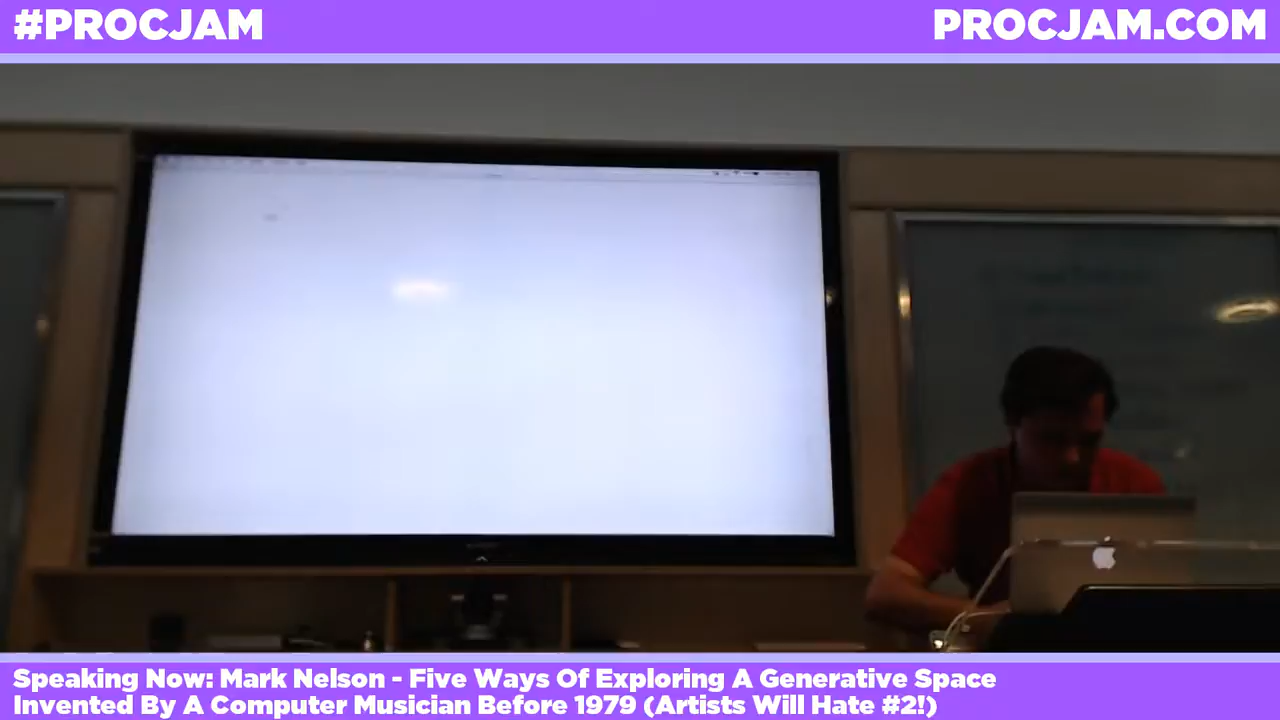 #PROCJAM
PROCJAM.COM
Speaking Now: Mark Nelson - Five Ways Of Exploring A Generative Space
Invented By A Computer Musician Before 1979 (Artists Will Hate #2!)